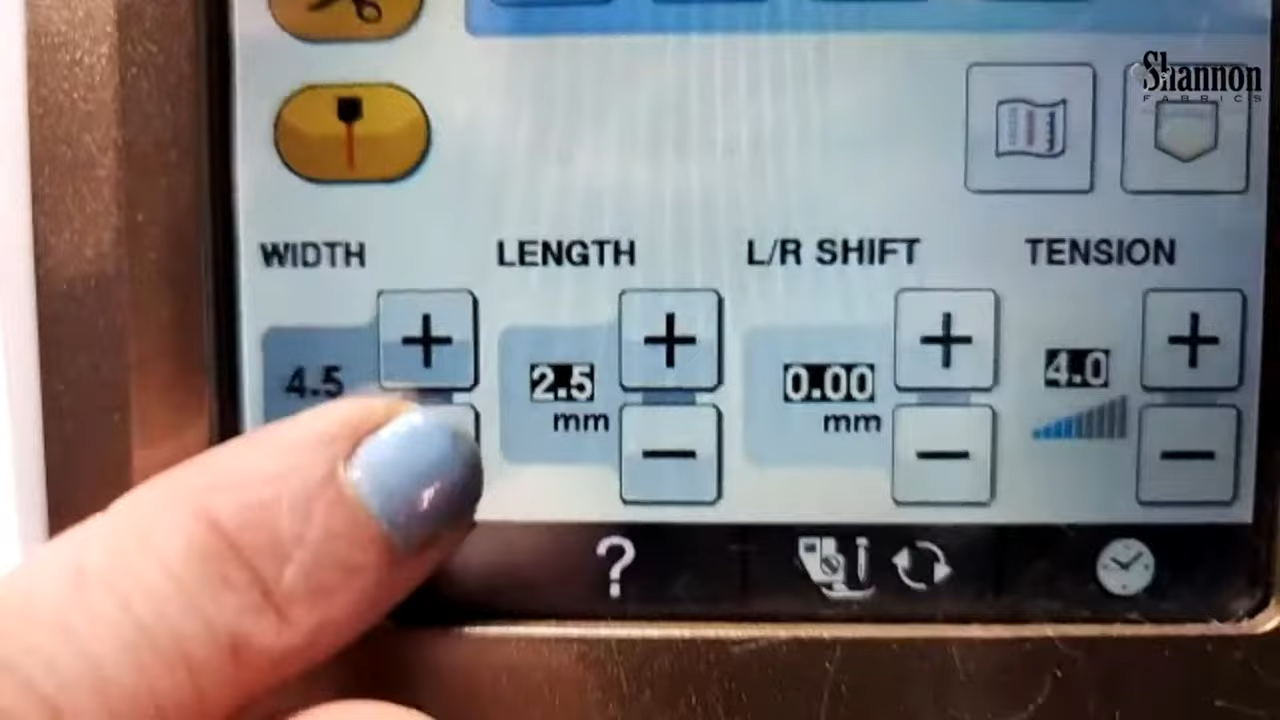 Shannon
FABRICS
WIDTH LENGTH L/R SHIFT TENSION
4.5 2.5 0.00 4.0
mm mm
?